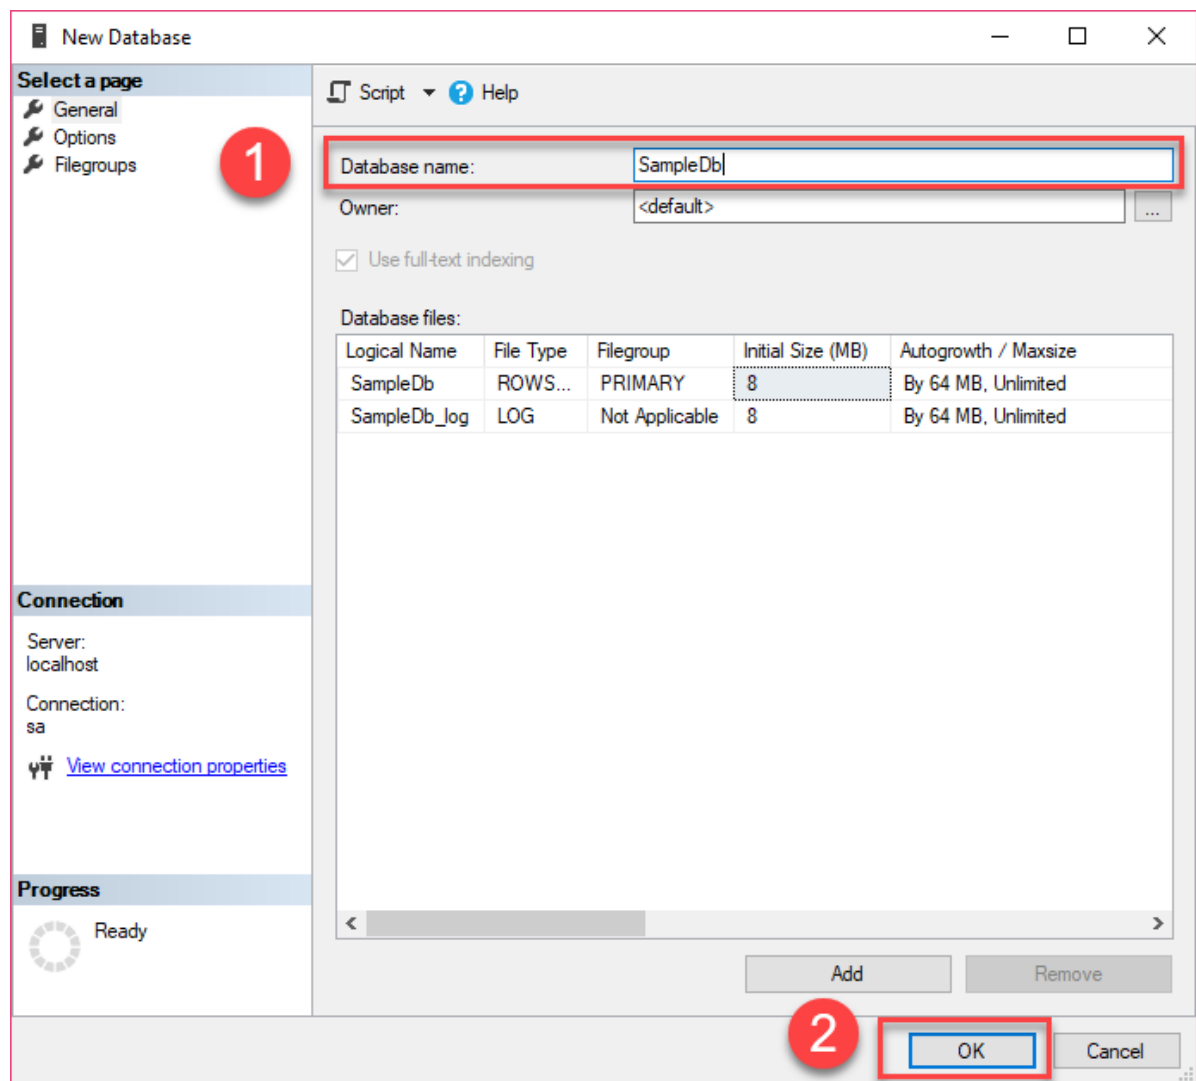 New Database
Select a page
General
Options
Filegroups
1
Script
Help
Database name:
SampleDb
Owner:
<default>
...
Use full-text indexing
Database files:
Logical Name File Type Filegroup Initial Size (MB) Autogrowth / Maxsize
SampleDb ROWS... PRIMARY 8 By 64 MB, Unlimited
SampleDb_log LOG Not Applicable 8 By 64 MB, Unlimited
Connection
Server:
localhost
Connection:
sa
View connection properties
Progress
Ready
Add
Remove
2
OK
Cancel